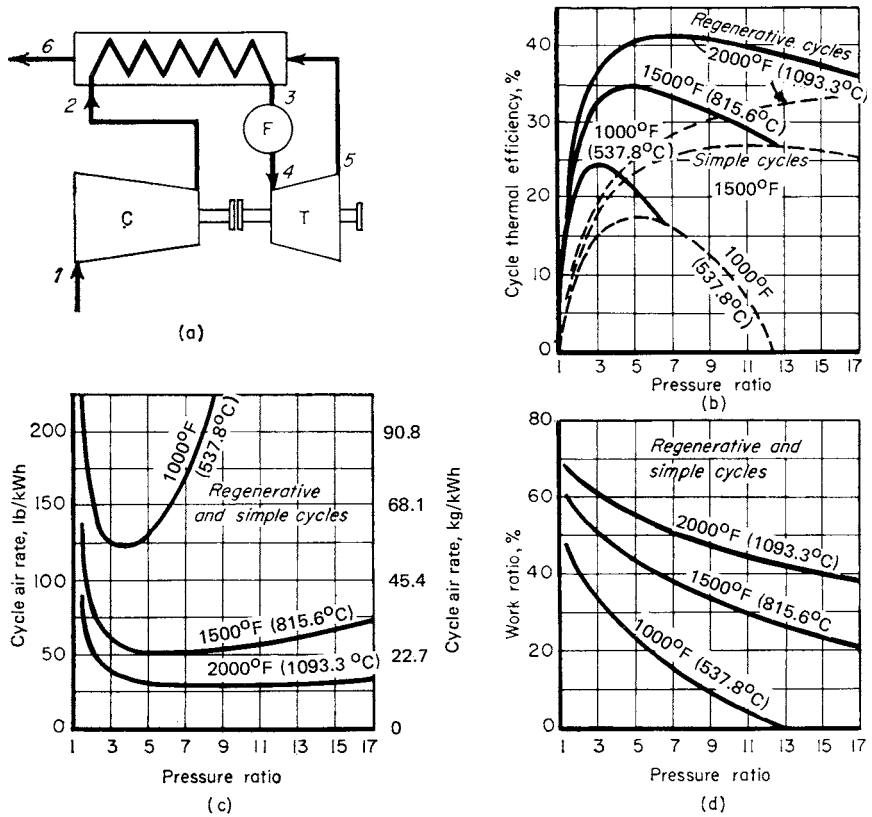 6
2
3
F
4
5
C
T
1
(a)
Cycle thermal efficiency, %
40
30
20
10
0
Regenerative cycles
2000°F (1093.3°C)
1500°F (815.6°C)
1000°F
(537.8°C)
Simple cycles
1500°F
1000°F
(537.8°C)
1 3 5 7 9 11 13 15 17
Pressure ratio
(b)
Cycle air rate, lb/kWh
200
150
100
50
0
1000°F
(537.8°C)
Regenerative
and simple cycles
1500°F (815.6°C)
2000°F (1093.3°C)
90.8
68.1
45.4
22.7
0
Cycle air rate, kg/kWh
1 3 5 7 9 11 13 15 17
Pressure ratio
(c)
Work ratio, %
80
60
40
20
0
Regenerative and
simple cycles
2000°F (1093.3°C)
1500°F (815.6°C
1000°F (537.8°C)
1 3 5 7 9 11 13 15 17
Pressure ratio
(d)